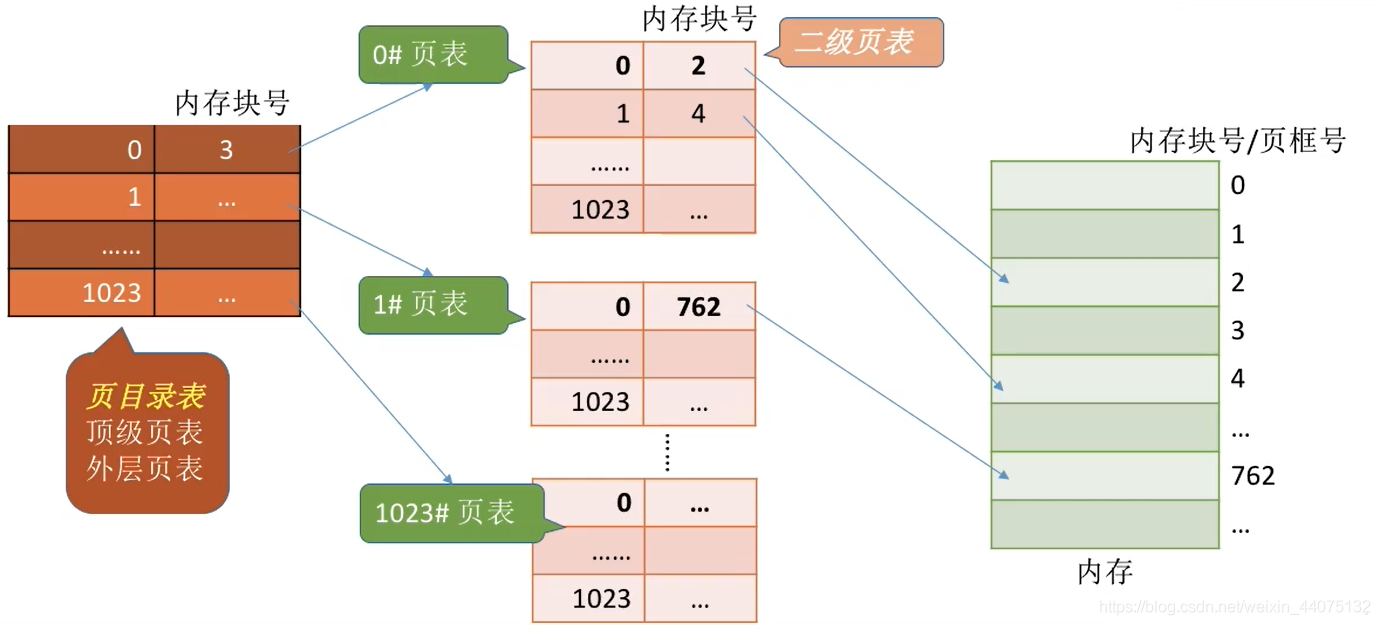 内存块号
0 3
1 ...
......
1023 ...
页目录表
顶级页表
外层页表
0# 页表
内存块号
二级页表
0 2
1 4
......
1023 ...
1# 页表
0 762
......
1023 ...
1023# 页表
0 ...
......
1023 ...
内存块号/页框号
0
1
2
3
4
...
762
...
内存
https://blog.csdn.net/weixin_44075132